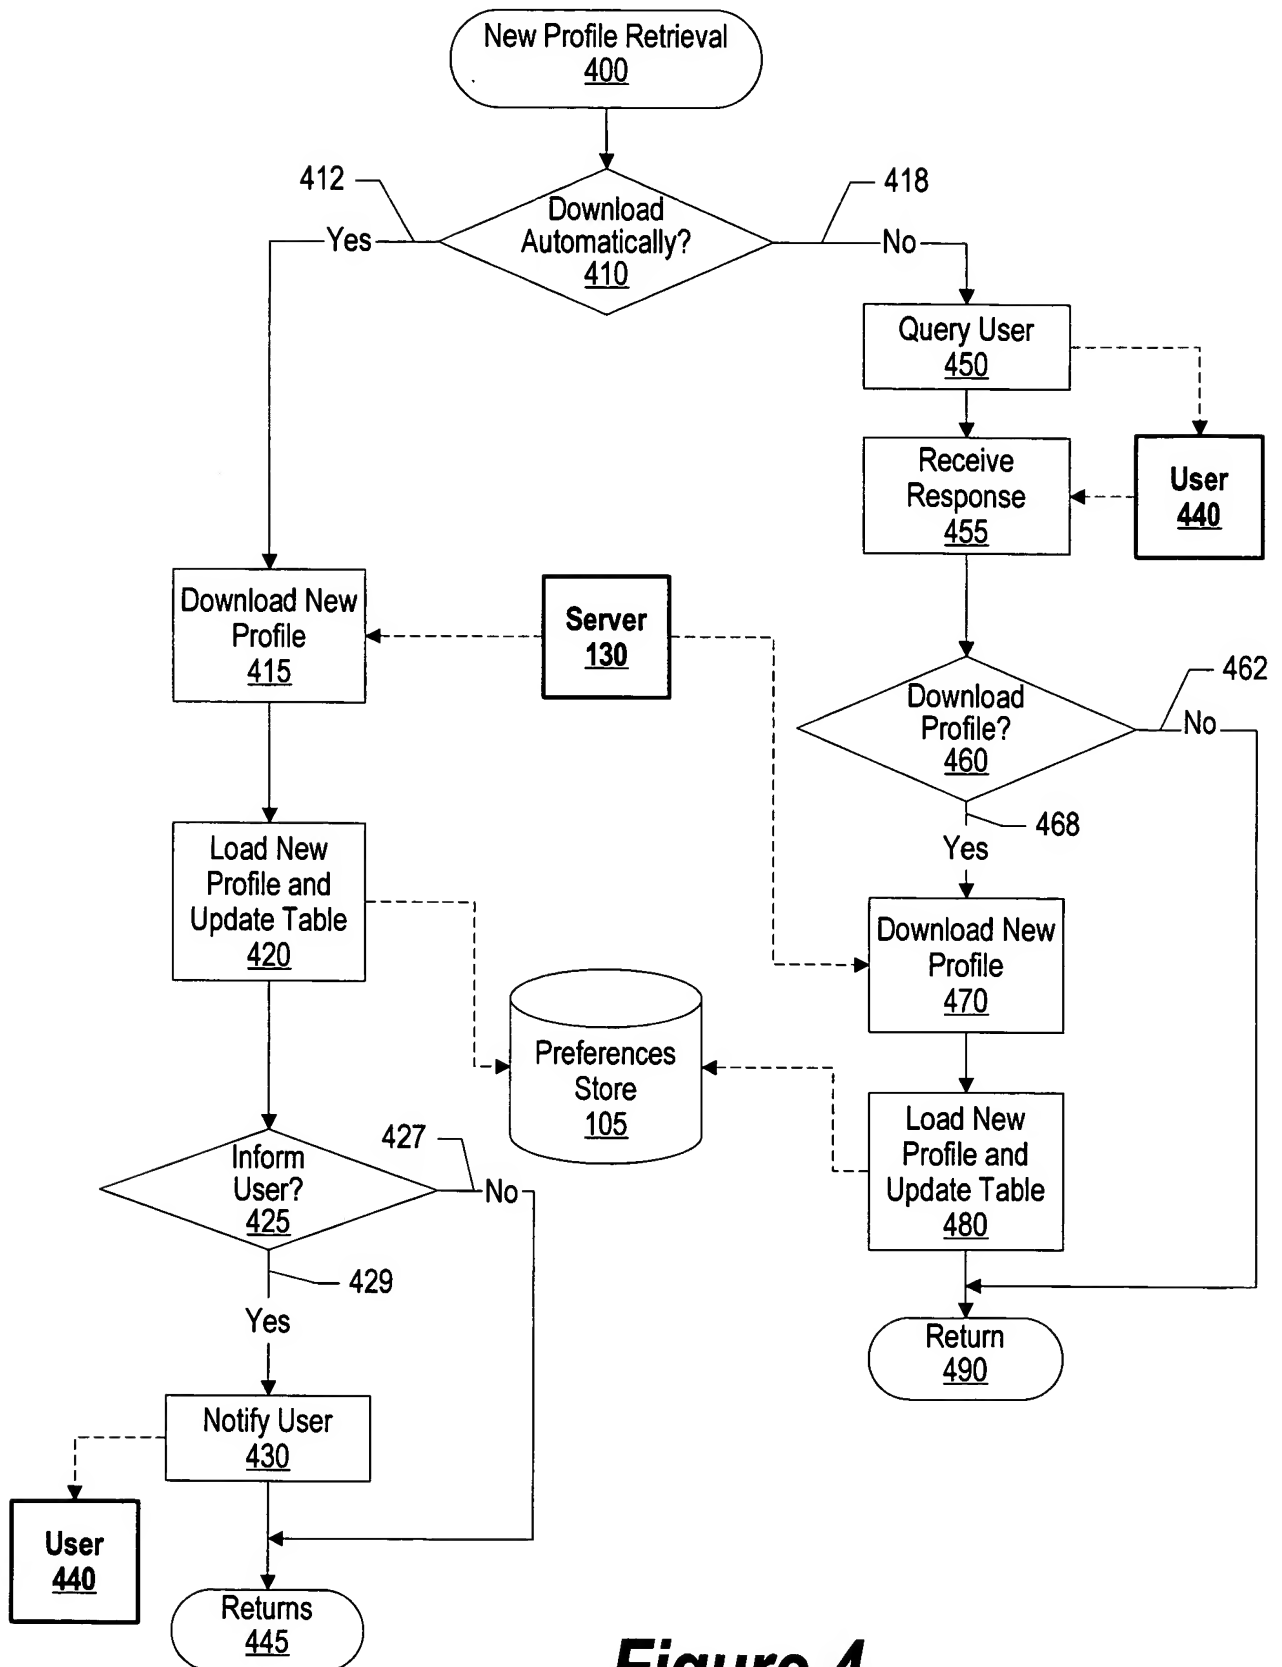 New Profile Retrieval
400
412
418
Download
Automatically?
410
Yes
No
Query User
450
Receive
Response
455
User
440
Download New
Profile
415
Server
130
462
Download
Profile?
460
No
468
Yes
Load New
Profile and
Update Table
420
Download New
Profile
470
Preferences
Store
105
Load New
Profile and
Update Table
480
427
Inform
User?
425
No
429
Yes
Return
490
Notify User
430
User
440
Returns
445
Figure 4